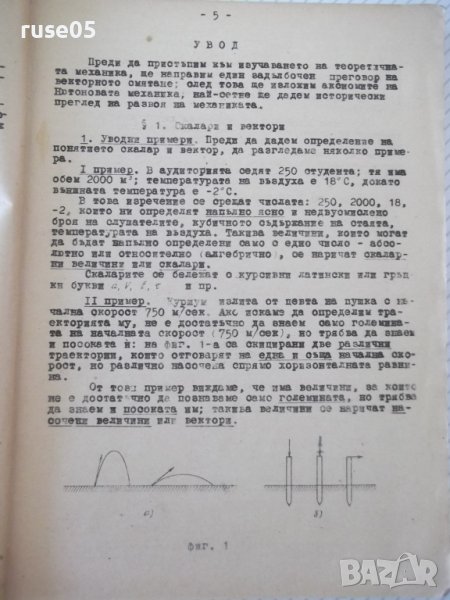 ruse05
- 5 -
У В О Д
Преди да пристъпим към изучаването на теоретична-
та механика, ще направим един задълбочен преговор на
векторното смятане; след това ще изложим аксиомите на
Нютоновата механика; най-сетне ще дадем исторически
преглед на развоя на механиката.
§ 1. Скалари и вектори
1. Уводни примери. Преди да дадем определение на
понятието скалар и вектор, да разгледаме няколко приме-
ра.
I пример. В аудиторията седят 250 студента; тя има
обем 2000 м³; температурата на въздуха е 18°С, докато
външната температура е -2°С.
В това изречение се срещат числата: 250, 2000, 18,
-2, които ни определят напълно ясно и недвусмислено
броя на слушателите, кубичното съдържание на стаята,
температурата на въздуха. Такива величини, които могат
да бъдат напълно определени само с едно число - абсо-
лютно или относително (алгебрично), се наричат скалар-
ни величини или скалари.
Скаларите се бележат с курсивни латински или гръц-
ки букви и пр.
II пример. Куршум излита от цевта на пушка с на-
чална скорост 750 м/сек. Ако искаме да определим тра-
екторията му, не е достатъчно да знаем само големина-
та на началната скорост (750 м/сек), но трябва да знаем
и посоката ѝ: на фиг. 1-а са скицирани две различни
траектории, които отговарят на една и съща начална ско-
рост, но различно насочена спрямо хоризонталната равни-
на.
От този пример виждаме, че има величини, за които
не е достатъчно да познаваме само големината, но трябва
да знаем и посоката им; такива величини се наричат на-
сочени величини или вектори.
а) б)
фиг. 1
BAZAR